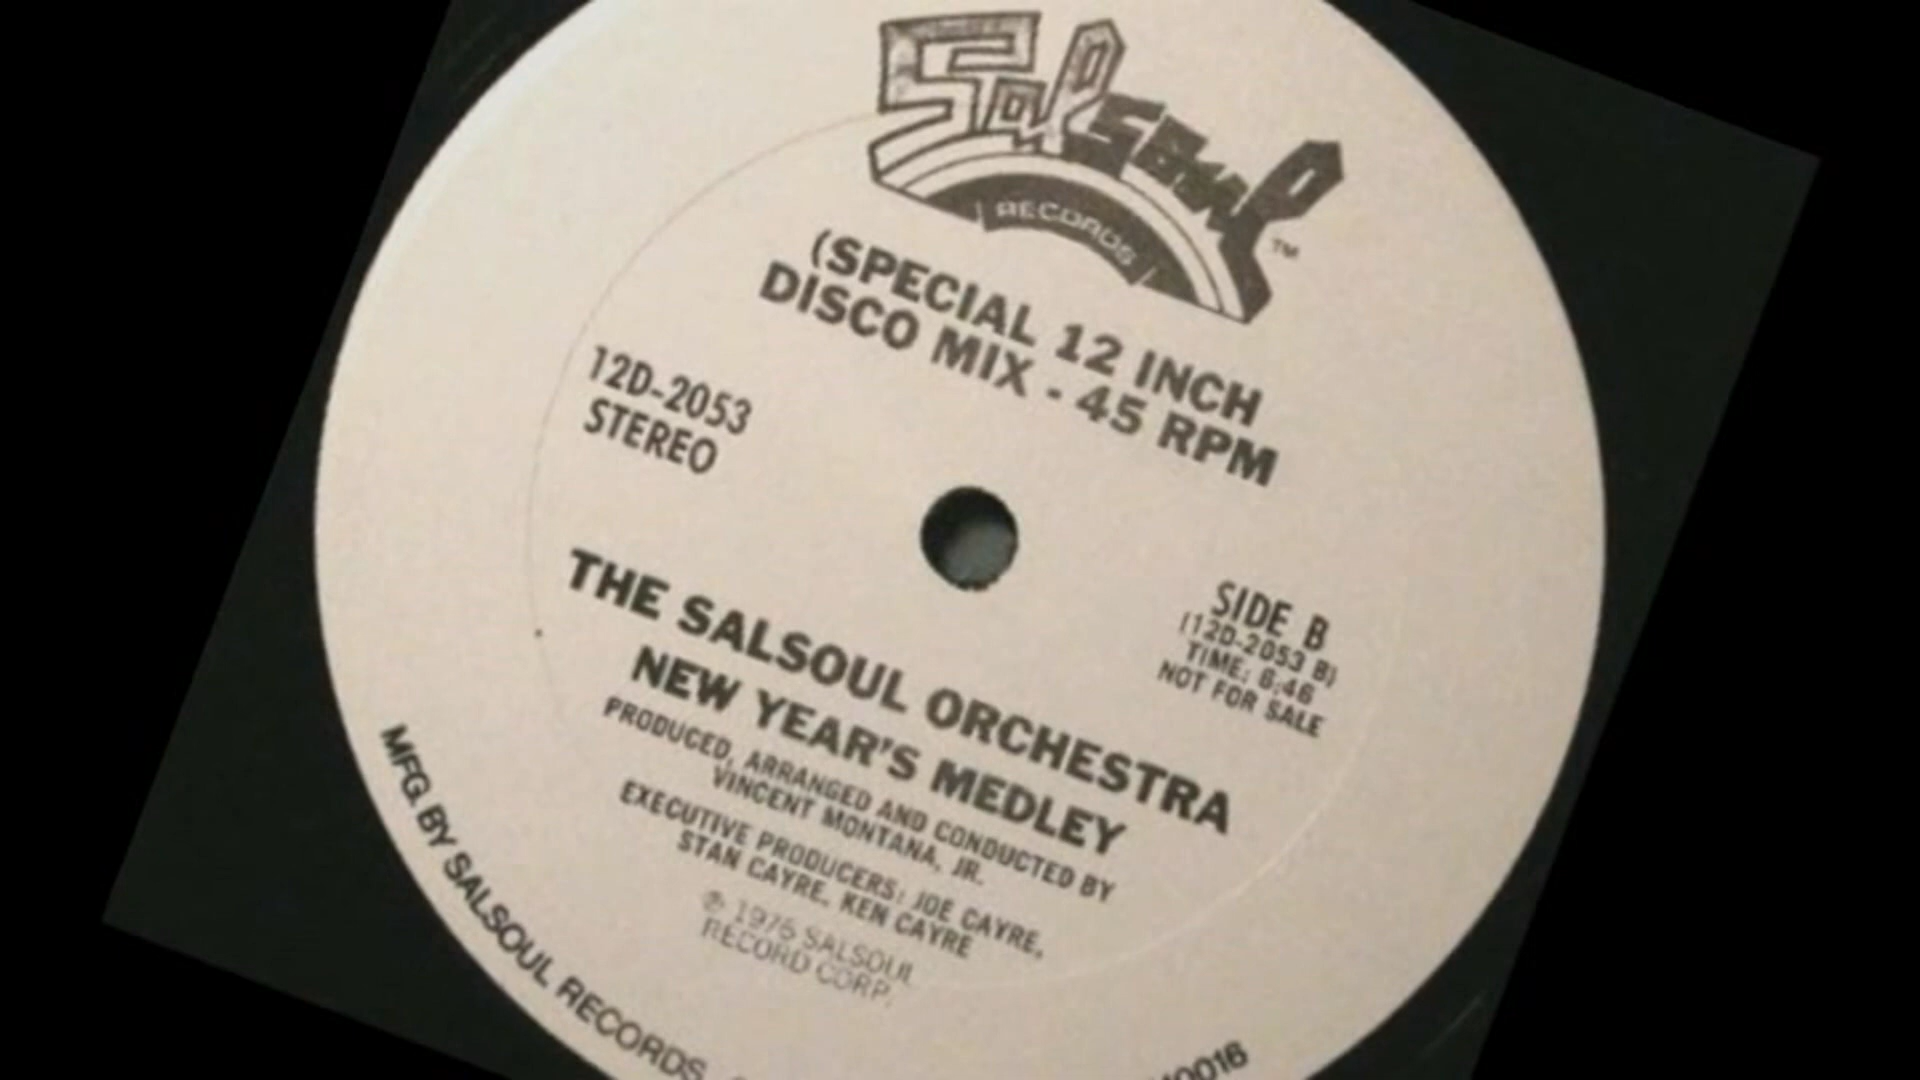 Salsoul
RECORDS
TM
(SPECIAL 12 INCH
DISCO MIX - 45 RPM
12D-2053
STEREO
SIDE B
(12D-2053 B)
TIME: 6:46
NOT FOR SALE
THE SALSOUL ORCHESTRA
NEW YEAR'S MEDLEY
PRODUCED, ARRANGED AND CONDUCTED BY
VINCENT MONTANA, JR.
EXECUTIVE PRODUCERS: JOE CAYRE,
STAN CAYRE, KEN CAYRE
℗ 1976 SALSOUL
RECORD CORP.
MFG. BY SALSOUL RECORDS,
10016